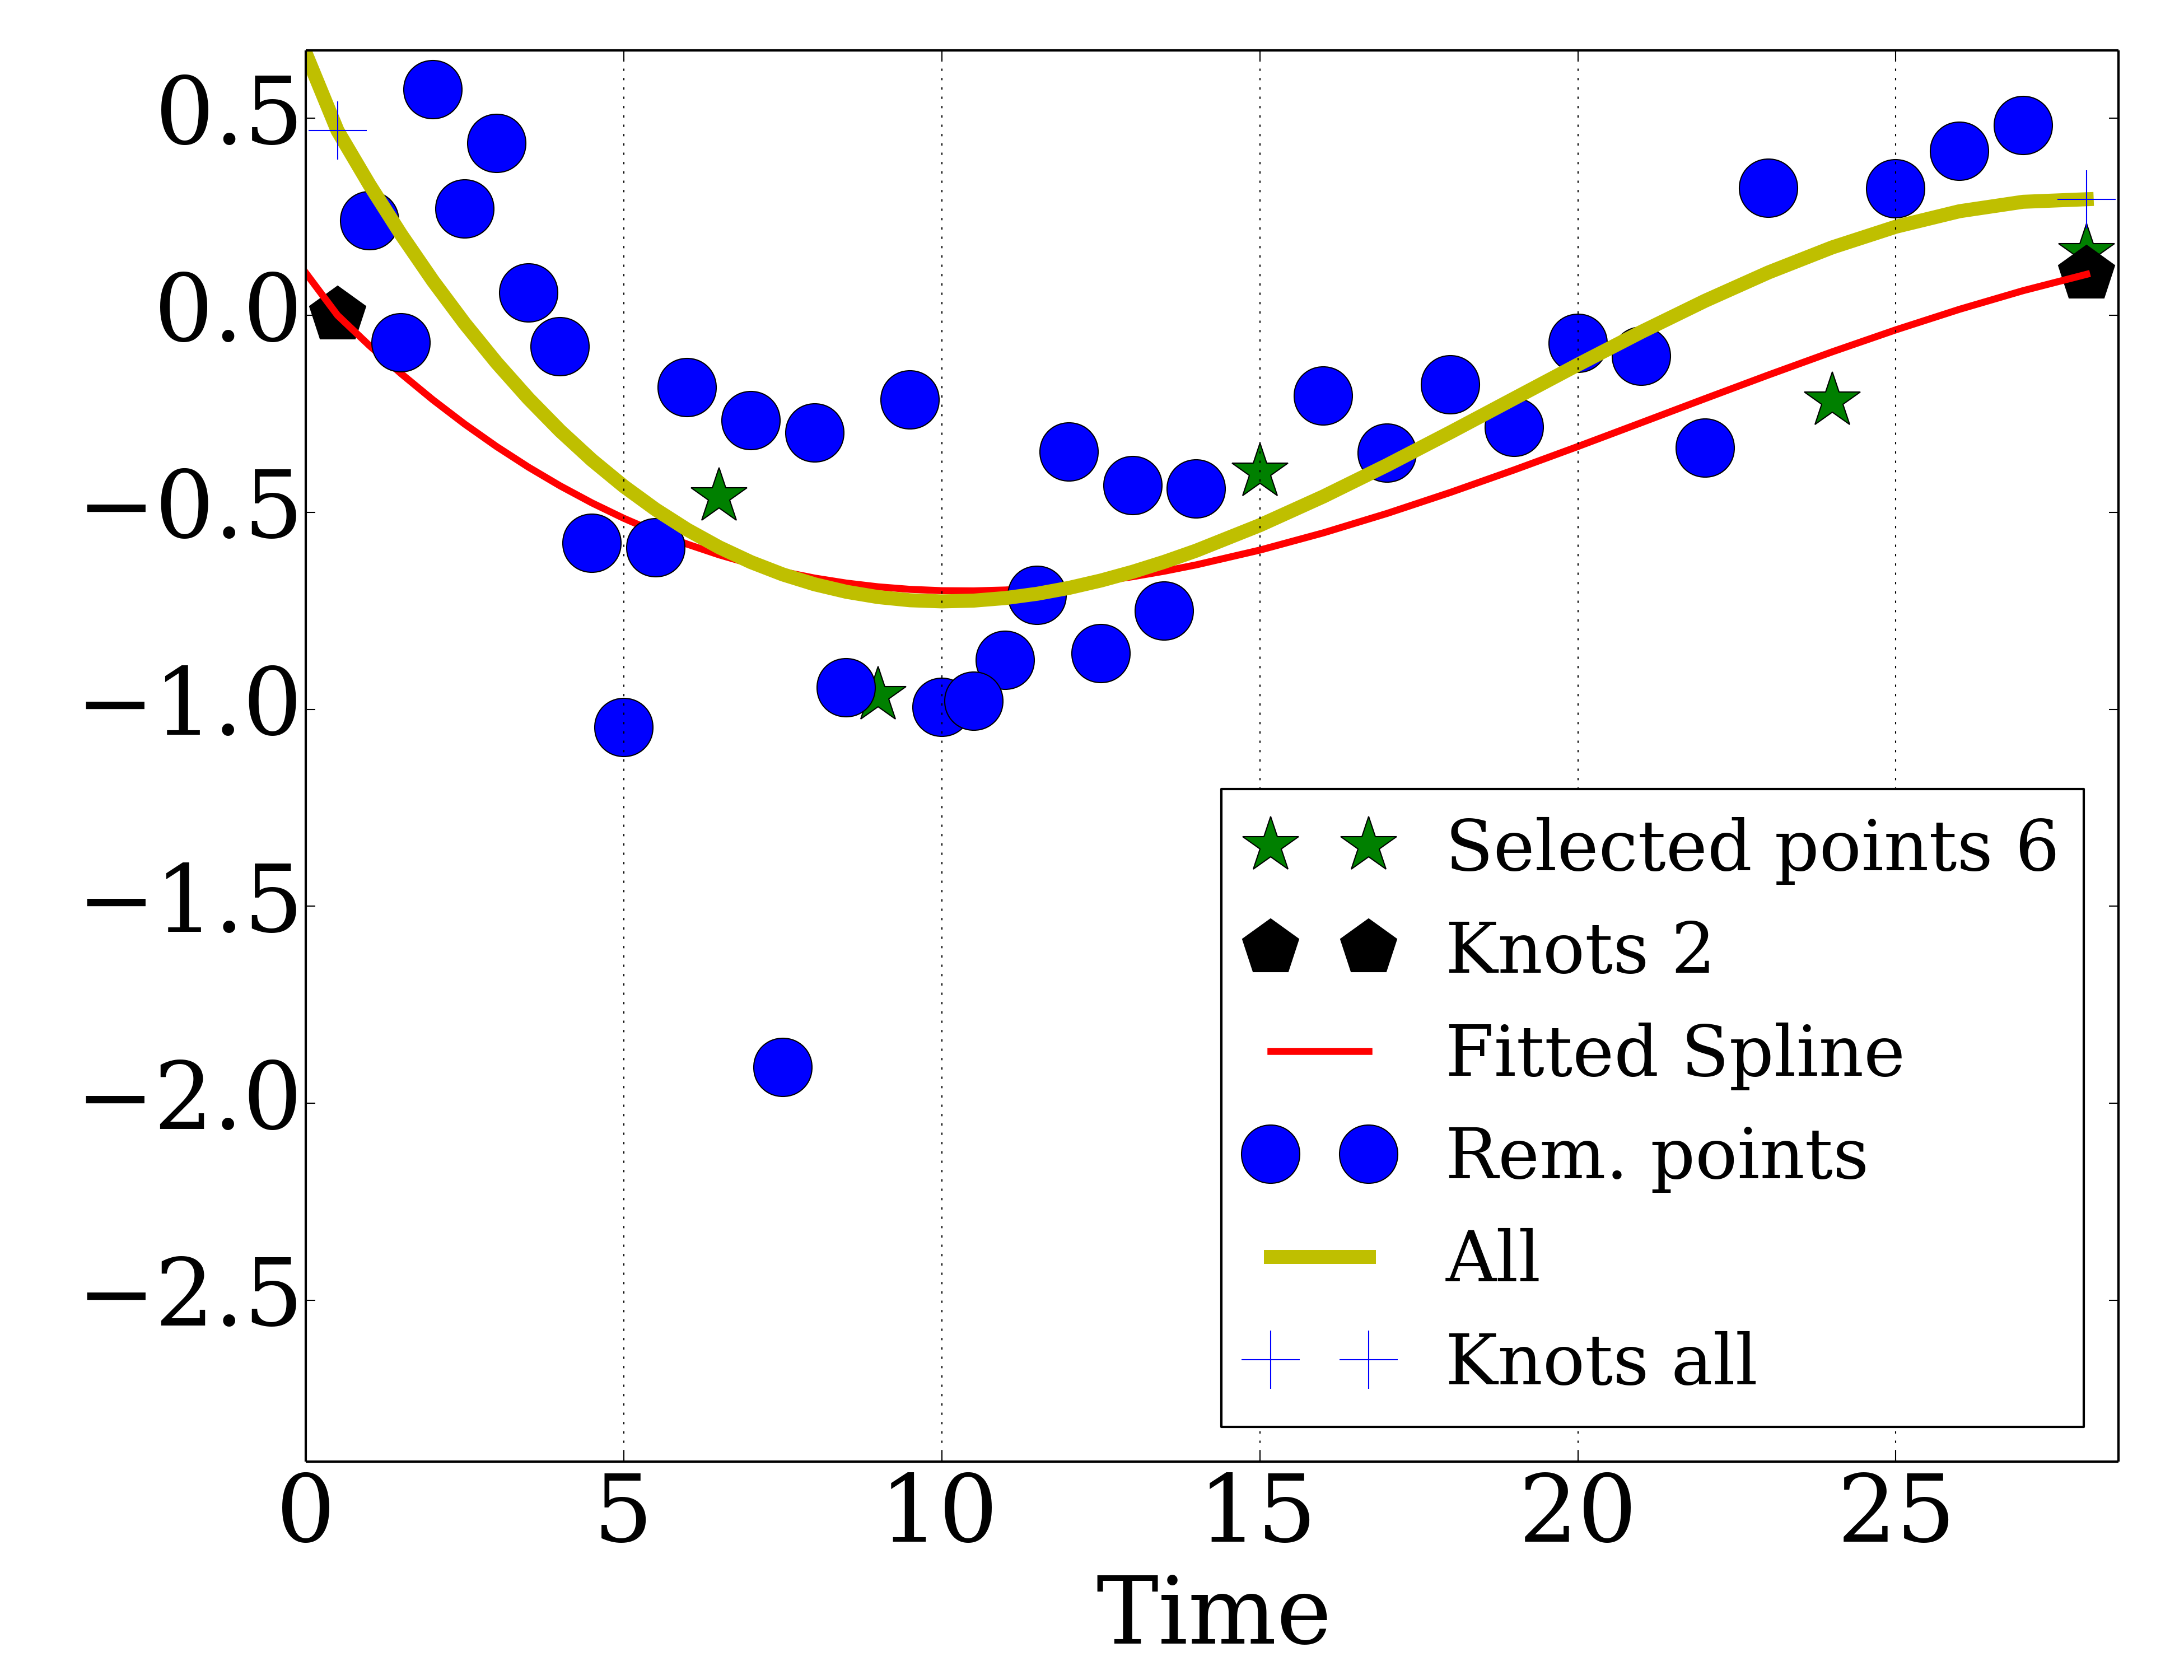 0.5
0.0
−0.5
−1.0
−1.5
−2.0
−2.5
Selected points 6
Knots 2
Fitted Spline
Rem. points
All
Knots all
0 5 10 15 20 25
Time